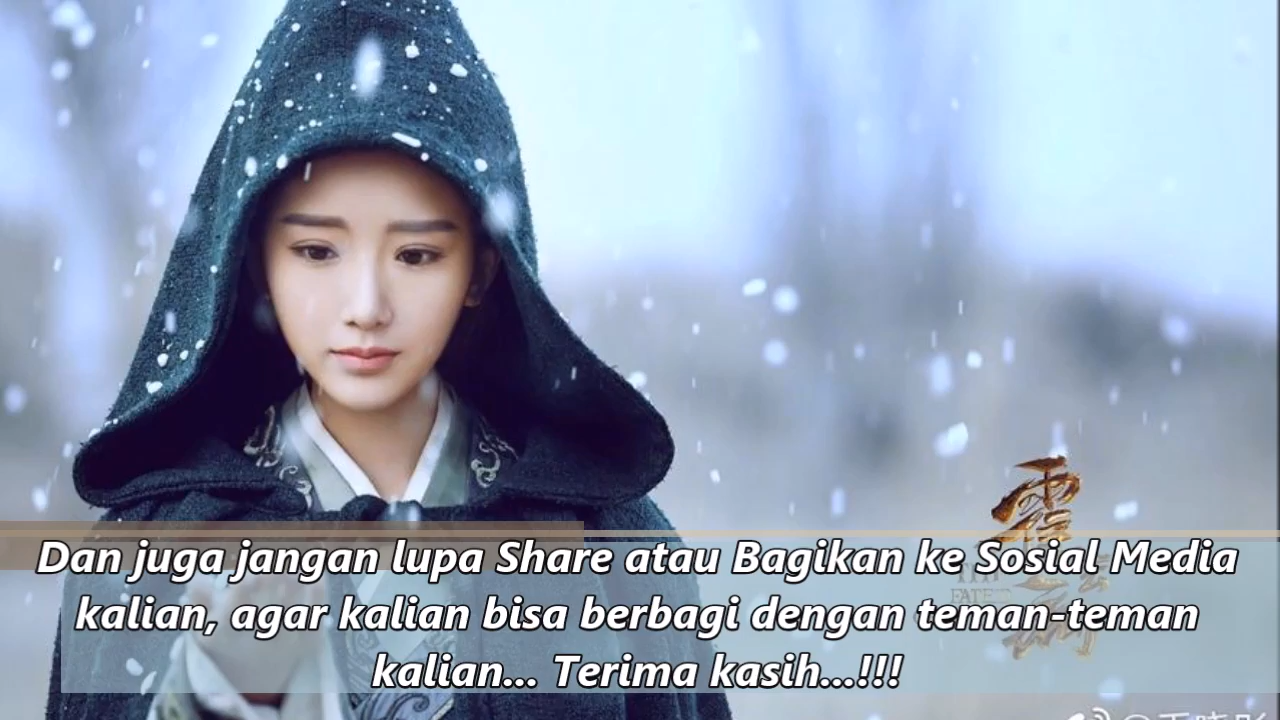 Dan juga jangan lupa Share atau Bagikan ke Sosial Media
kalian, agar kalian bisa berbagi dengan teman-teman
kalian... Terima kasih...!!!